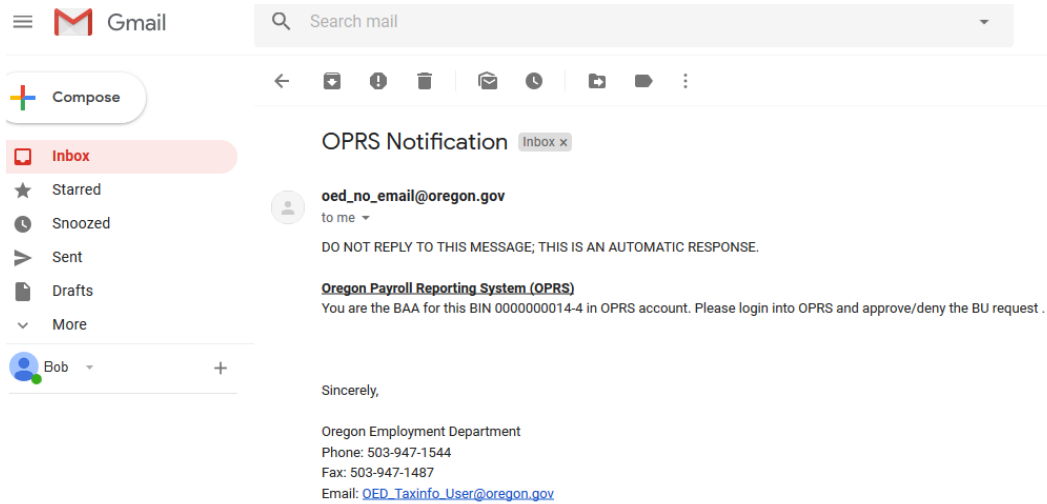 Gmail
Search mail
Compose
OPRS Notification Inbox x
Inbox
Starred
Snoozed
Sent
Drafts
More
Bob
oed_no_email@oregon.gov
to me
DO NOT REPLY TO THIS MESSAGE; THIS IS AN AUTOMATIC RESPONSE.
Oregon Payroll Reporting System (OPRS)
You are the BAA for this BIN 0000000014-4 in OPRS account. Please login into OPRS and approve/deny the BU request .
Sincerely,
Oregon Employment Department
Phone: 503-947-1544
Fax: 503-947-1487
Email: OED_Taxinfo_User@oregon.gov